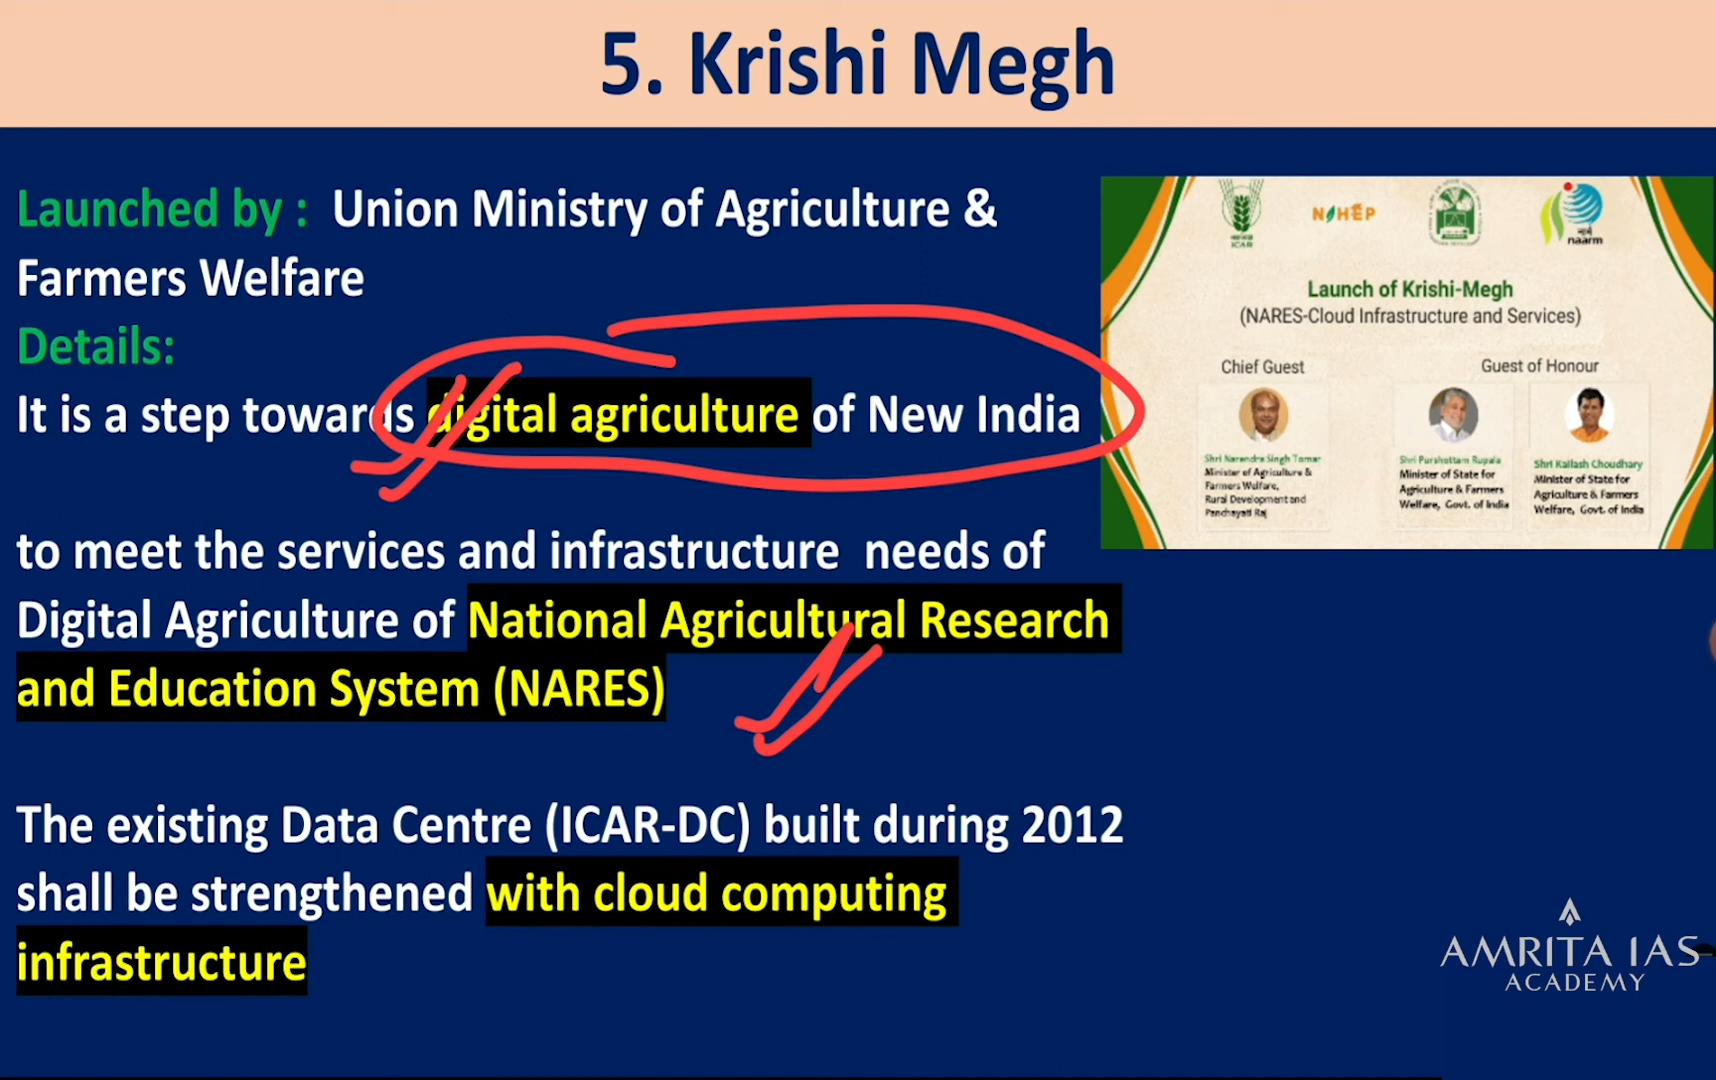 5. Krishi Megh
Launched by : Union Ministry of Agriculture &
Farmers Welfare
Details:
It is a step towards digital agriculture of New India
to meet the services and infrastructure needs of
Digital Agriculture of National Agricultural Research
and Education System (NARES)
The existing Data Centre (ICAR-DC) built during 2012
shall be strengthened with cloud computing
infrastructure
ICAR
NAHEP
naarm
Launch of Krishi-Megh
(NARES-Cloud Infrastructure and Services)
Chief Guest
Guest of Honour
Shri Narendra Singh Tomar
Minister of Agriculture &
Farmers Welfare,
Rural Development and
Panchayati Raj
Shri Purshottam Rupala
Minister of State for
Agriculture & Farmers
Welfare, Govt. of India
Shri Kailash Choudhary
Minister of State for
Agriculture & Farmers
Welfare, Govt. of India
AMRITA IAS
ACADEMY